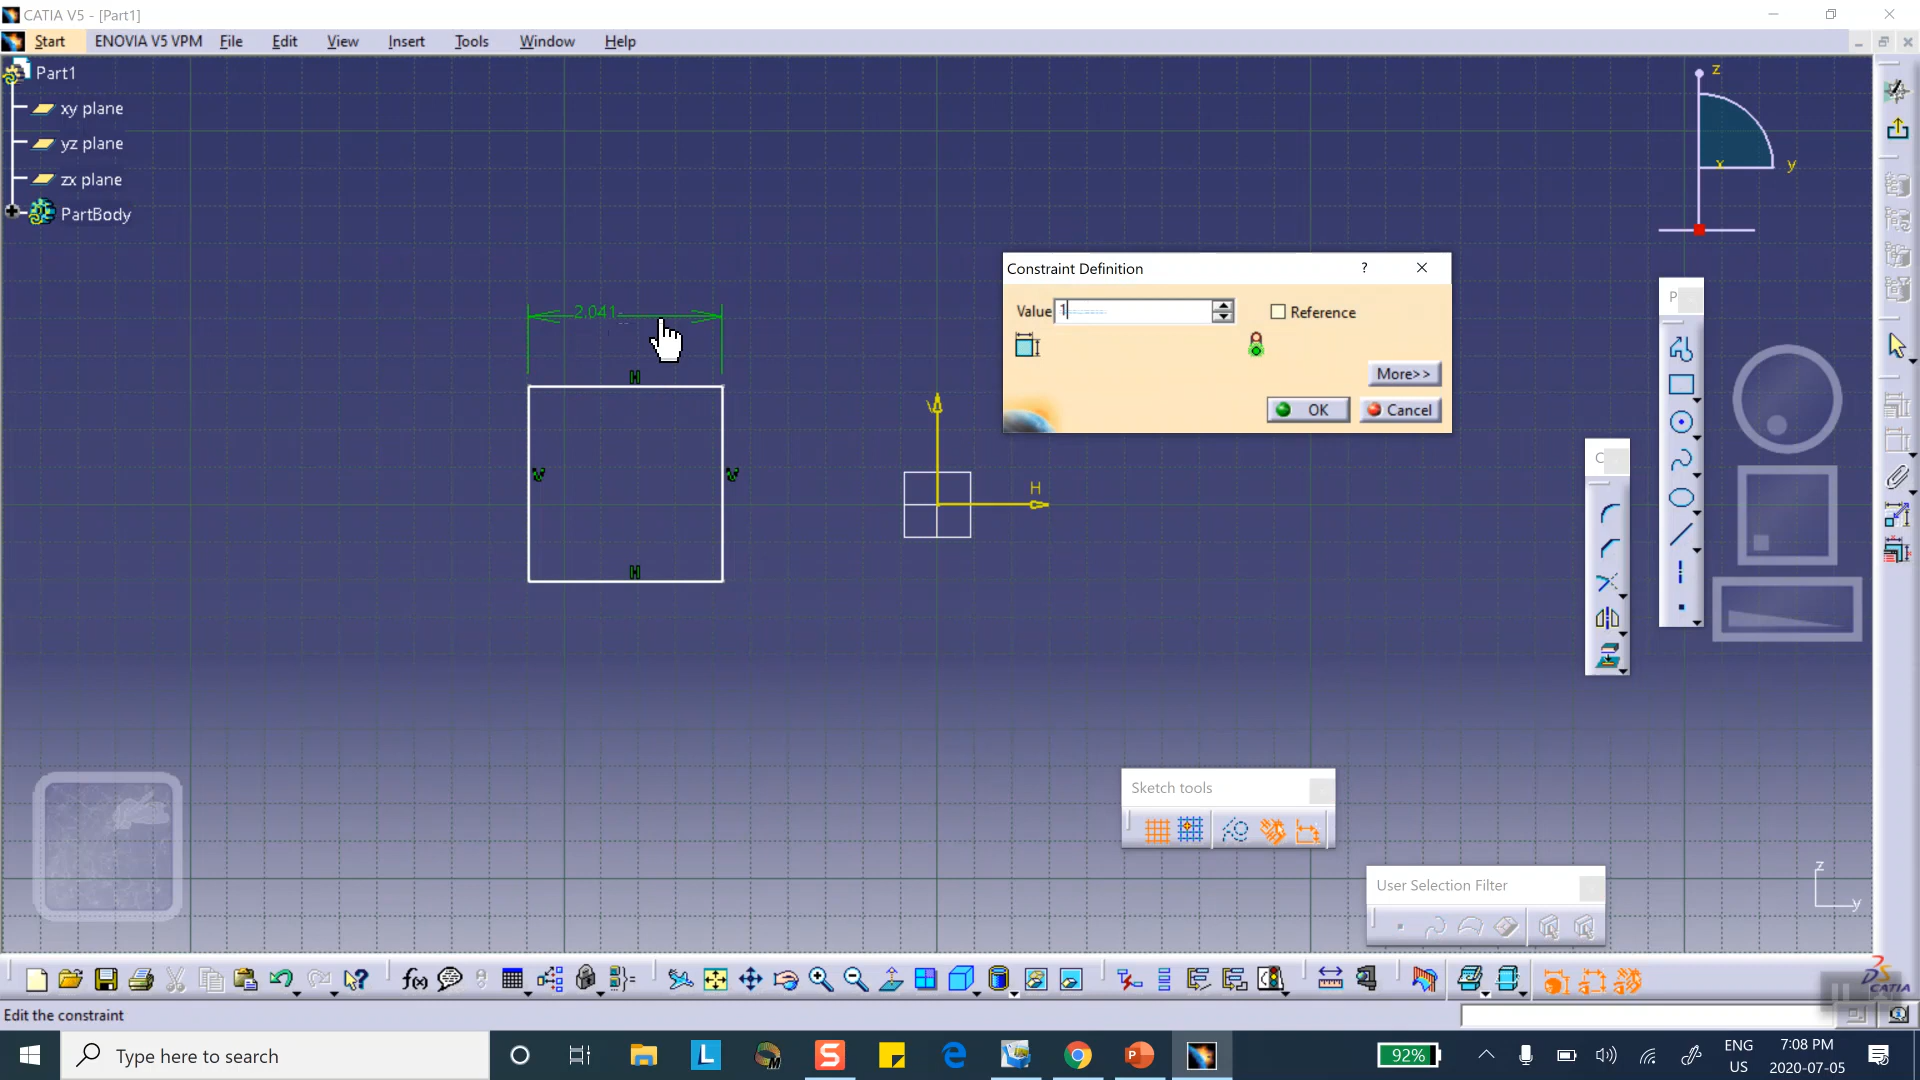 CATIA V5 - [Part1]
Start ENOVIA V5 VPM File Edit View Insert Tools Window Help
Part1
xy plane
yz plane
zx plane
PartBody
z
x
y
2.041
H
V
V
H
V
H
Constraint Definition ?
Value 1 Reference
More>>
OK Cancel
P
C
Sketch tools
User Selection Filter
z
y
f(x)
CATIA
Edit the constraint
Type here to search
L
S
P
92%
ENG
US
7:08 PM
2020-07-05